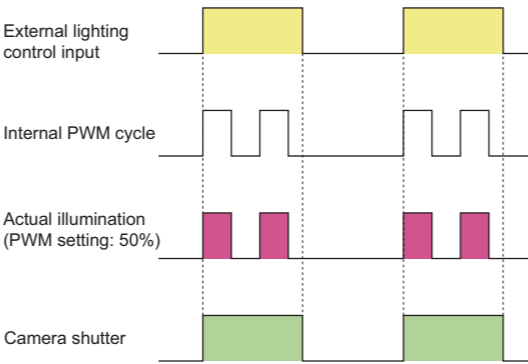 External lighting
control input
Internal PWM cycle
Actual illumination
(PWM setting: 50%)
Camera shutter